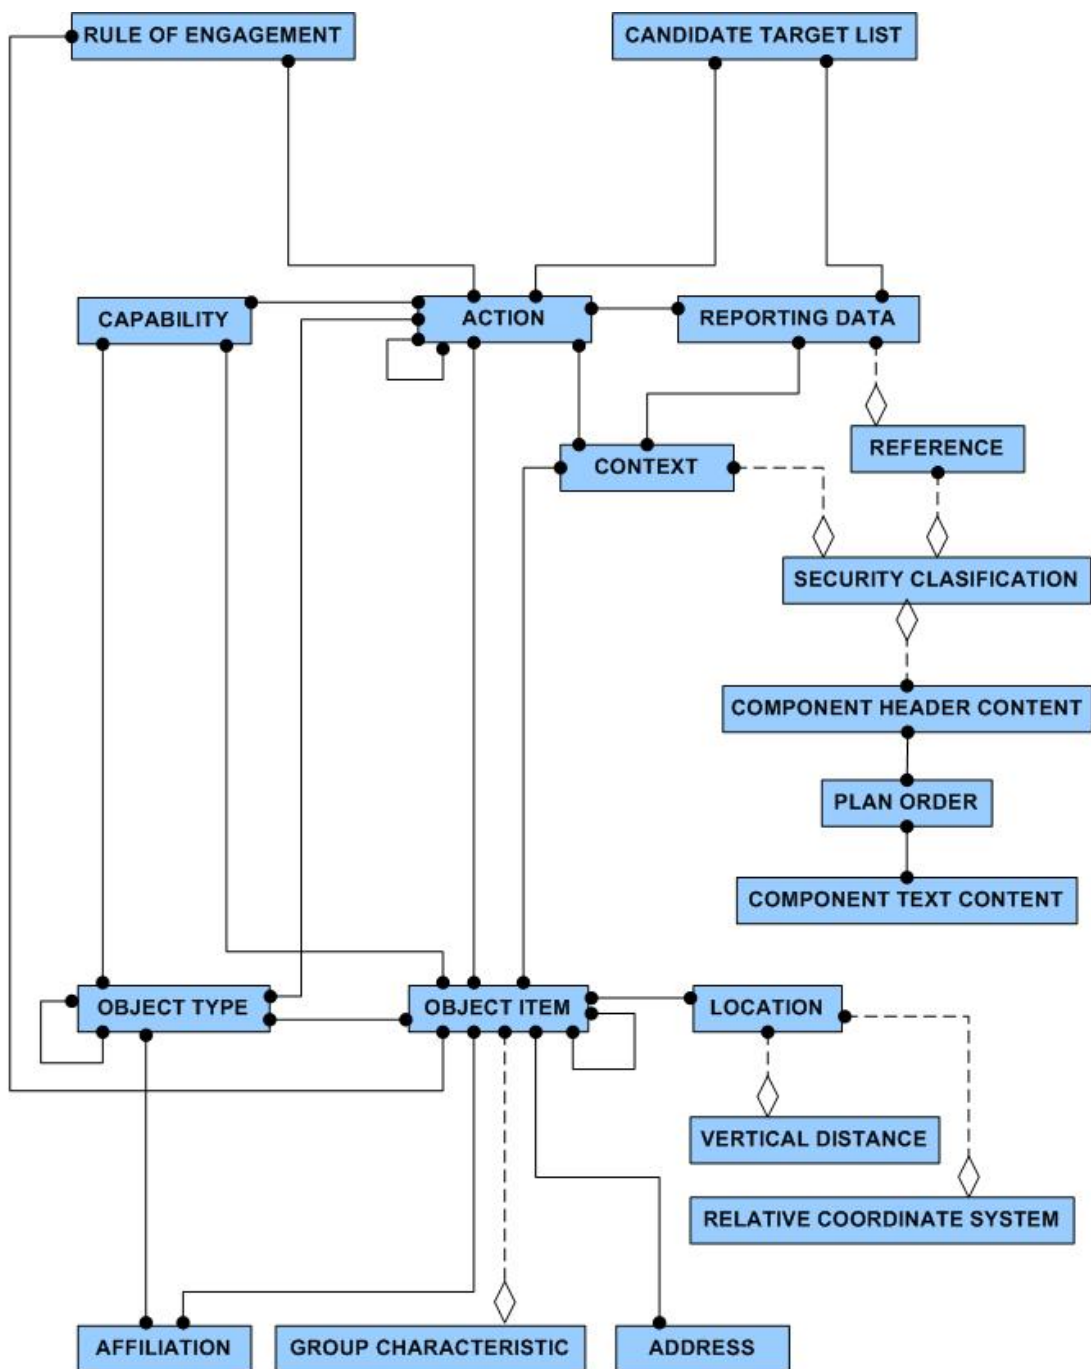 RULE OF ENGAGEMENT
CANDIDATE TARGET LIST
CAPABILITY
ACTION
REPORTING DATA
CONTEXT
REFERENCE
SECURITY CLASIFICATION
COMPONENT HEADER CONTENT
PLAN ORDER
COMPONENT TEXT CONTENT
OBJECT TYPE
OBJECT ITEM
LOCATION
VERTICAL DISTANCE
RELATIVE COORDINATE SYSTEM
AFFILIATION
GROUP CHARACTERISTIC
ADDRESS